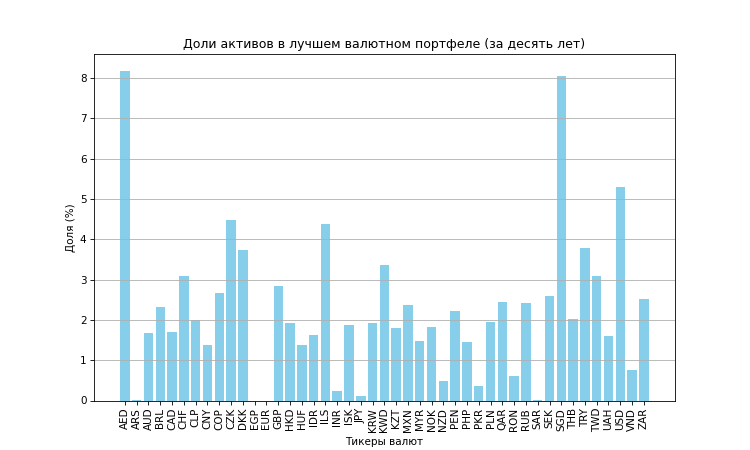 Доли активов в лучшем валютном портфеле (за десять лет)
Доля (%)
8
7
6
5
4
3
2
1
0
AED
ARS
AUD
BRL
CAD
CHF
CLP
CNY
COP
CZK
DKK
EGP
EUR
GBP
HKD
HUF
IDR
ILS
INR
ISK
JPY
KRW
KWD
KZT
MXN
MYR
NOK
NZD
PEN
PHP
PKR
PLN
QAR
RON
RUB
SAR
SEK
SGD
THB
TRY
TWD
UAH
USD
VND
ZAR
Тикеры валют